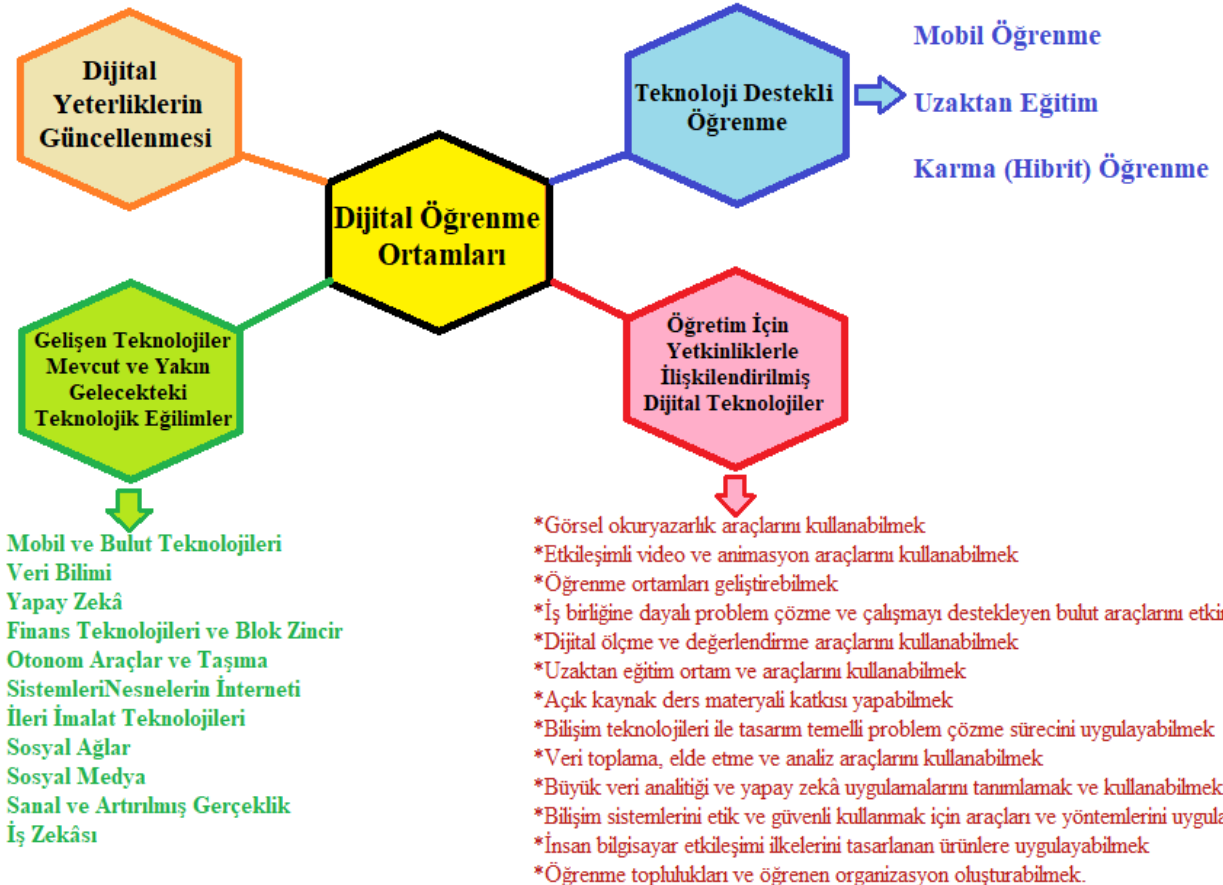 Dijital
Yeterliklerin
Güncellenmesi
Teknoloji Destekli
Öğrenme
Mobil Öğrenme
Uzaktan Eğitim
Karma (Hibrit) Öğrenme
Dijital Öğrenme
Ortamları
Gelişen Teknolojiler
Mevcut ve Yakın
Gelecekteki
Teknolojik Eğilimler
Öğretim İçin
Yetkinliklerle
İlişkilendirilmiş
Dijital Teknolojiler
Mobil ve Bulut Teknolojileri
Veri Bilimi
Yapay Zekâ
Finans Teknolojileri ve Blok Zincir
Otonom Araçlar ve Taşıma
SistemleriNesnelerin İnterneti
İleri İmalat Teknolojileri
Sosyal Ağlar
Sosyal Medya
Sanal ve Artırılmış Gerçeklik
İş Zekâsı
*Görsel okuryazarlık araçlarını kullanabilmek
*Etkileşimli video ve animasyon araçlarını kullanabilmek
*Öğrenme ortamları geliştirebilmek
*İş birliğine dayalı problem çözme ve çalışmayı destekleyen bulut araçlarını
*Dijital ölçme ve değerlendirme araçlarını kullanabilmek
*Uzaktan eğitim ortam ve araçlarını kullanabilmek
*Açık kaynak ders materyali katkısı yapabilmek
*Bilişim teknolojileri ile tasarım temelli problem çözme sürecini uygulayabilmek
*Veri toplama, elde etme ve analiz araçlarını kullanabilmek
*Büyük veri analitiği ve yapay zekâ uygulamalarını tanımlamak ve kullanabilmek
*Bilişim sistemlerini etik ve güvenli kullanmak için araçları ve yöntemlerini
*İnsan bilgisayar etkileşimi ilkelerini tasarlanan ürünlere uygulayabilmek
*Öğrenme toplulukları ve öğrenen organizasyon oluşturabilmek.